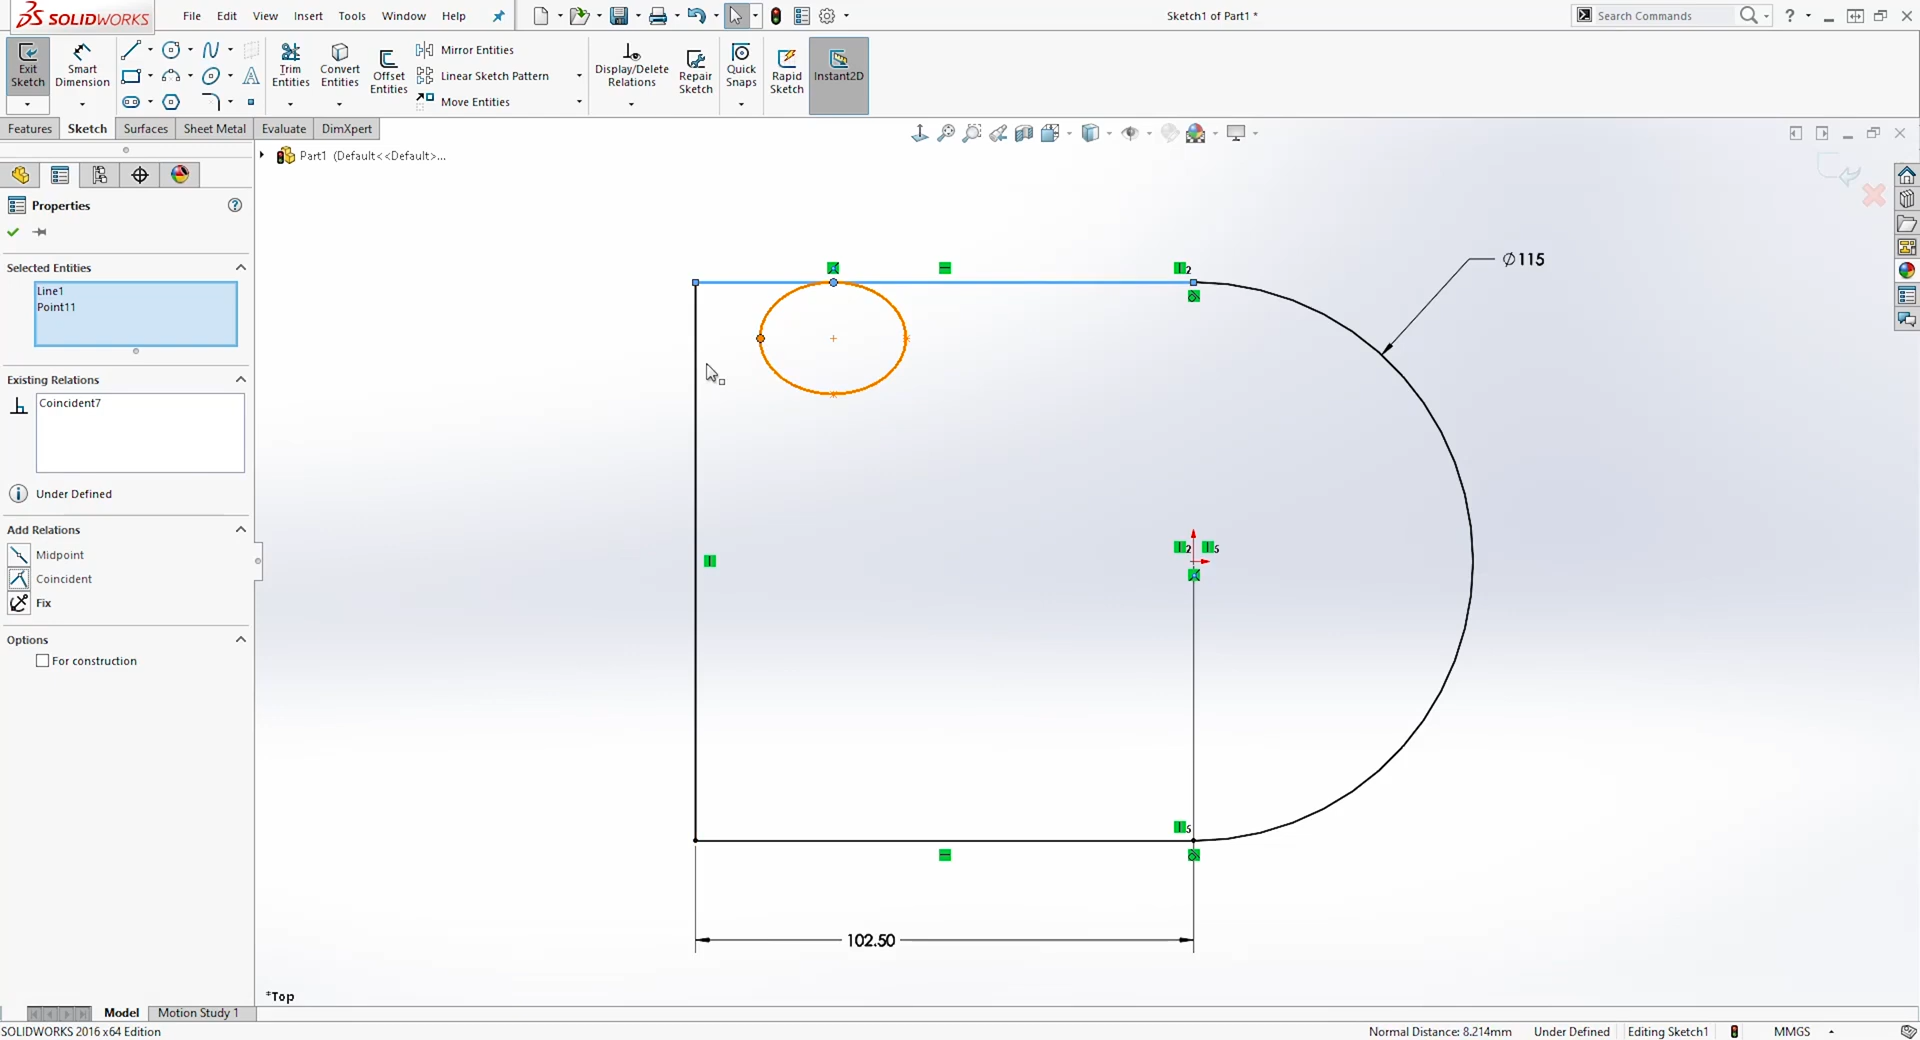 SOLIDWORKS File Edit View Insert Tools Window Help Sketch1 of Part1 * Search Commands
Exit Sketch
Smart Dimension
Trim Entities
Convert Entities
Offset Entities
Mirror Entities
Linear Sketch Pattern
Move Entities
Display/Delete Relations
Repair Sketch
Quick Snaps
Rapid Sketch
Instant2D
Features Sketch Surfaces Sheet Metal Evaluate DimXpert
Part1 (Default<<Default>...
Properties
Selected Entities
Line1
Point11
Existing Relations
Coincident7
Under Defined
Add Relations
Midpoint
Coincident
Fix
Options
For construction
2
Ø115
2 5
5
102.50
*Top
Model Motion Study 1
SOLIDWORKS 2016 x64 Edition Normal Distance: 8.214mm Under Defined Editing Sketch1 MMGS